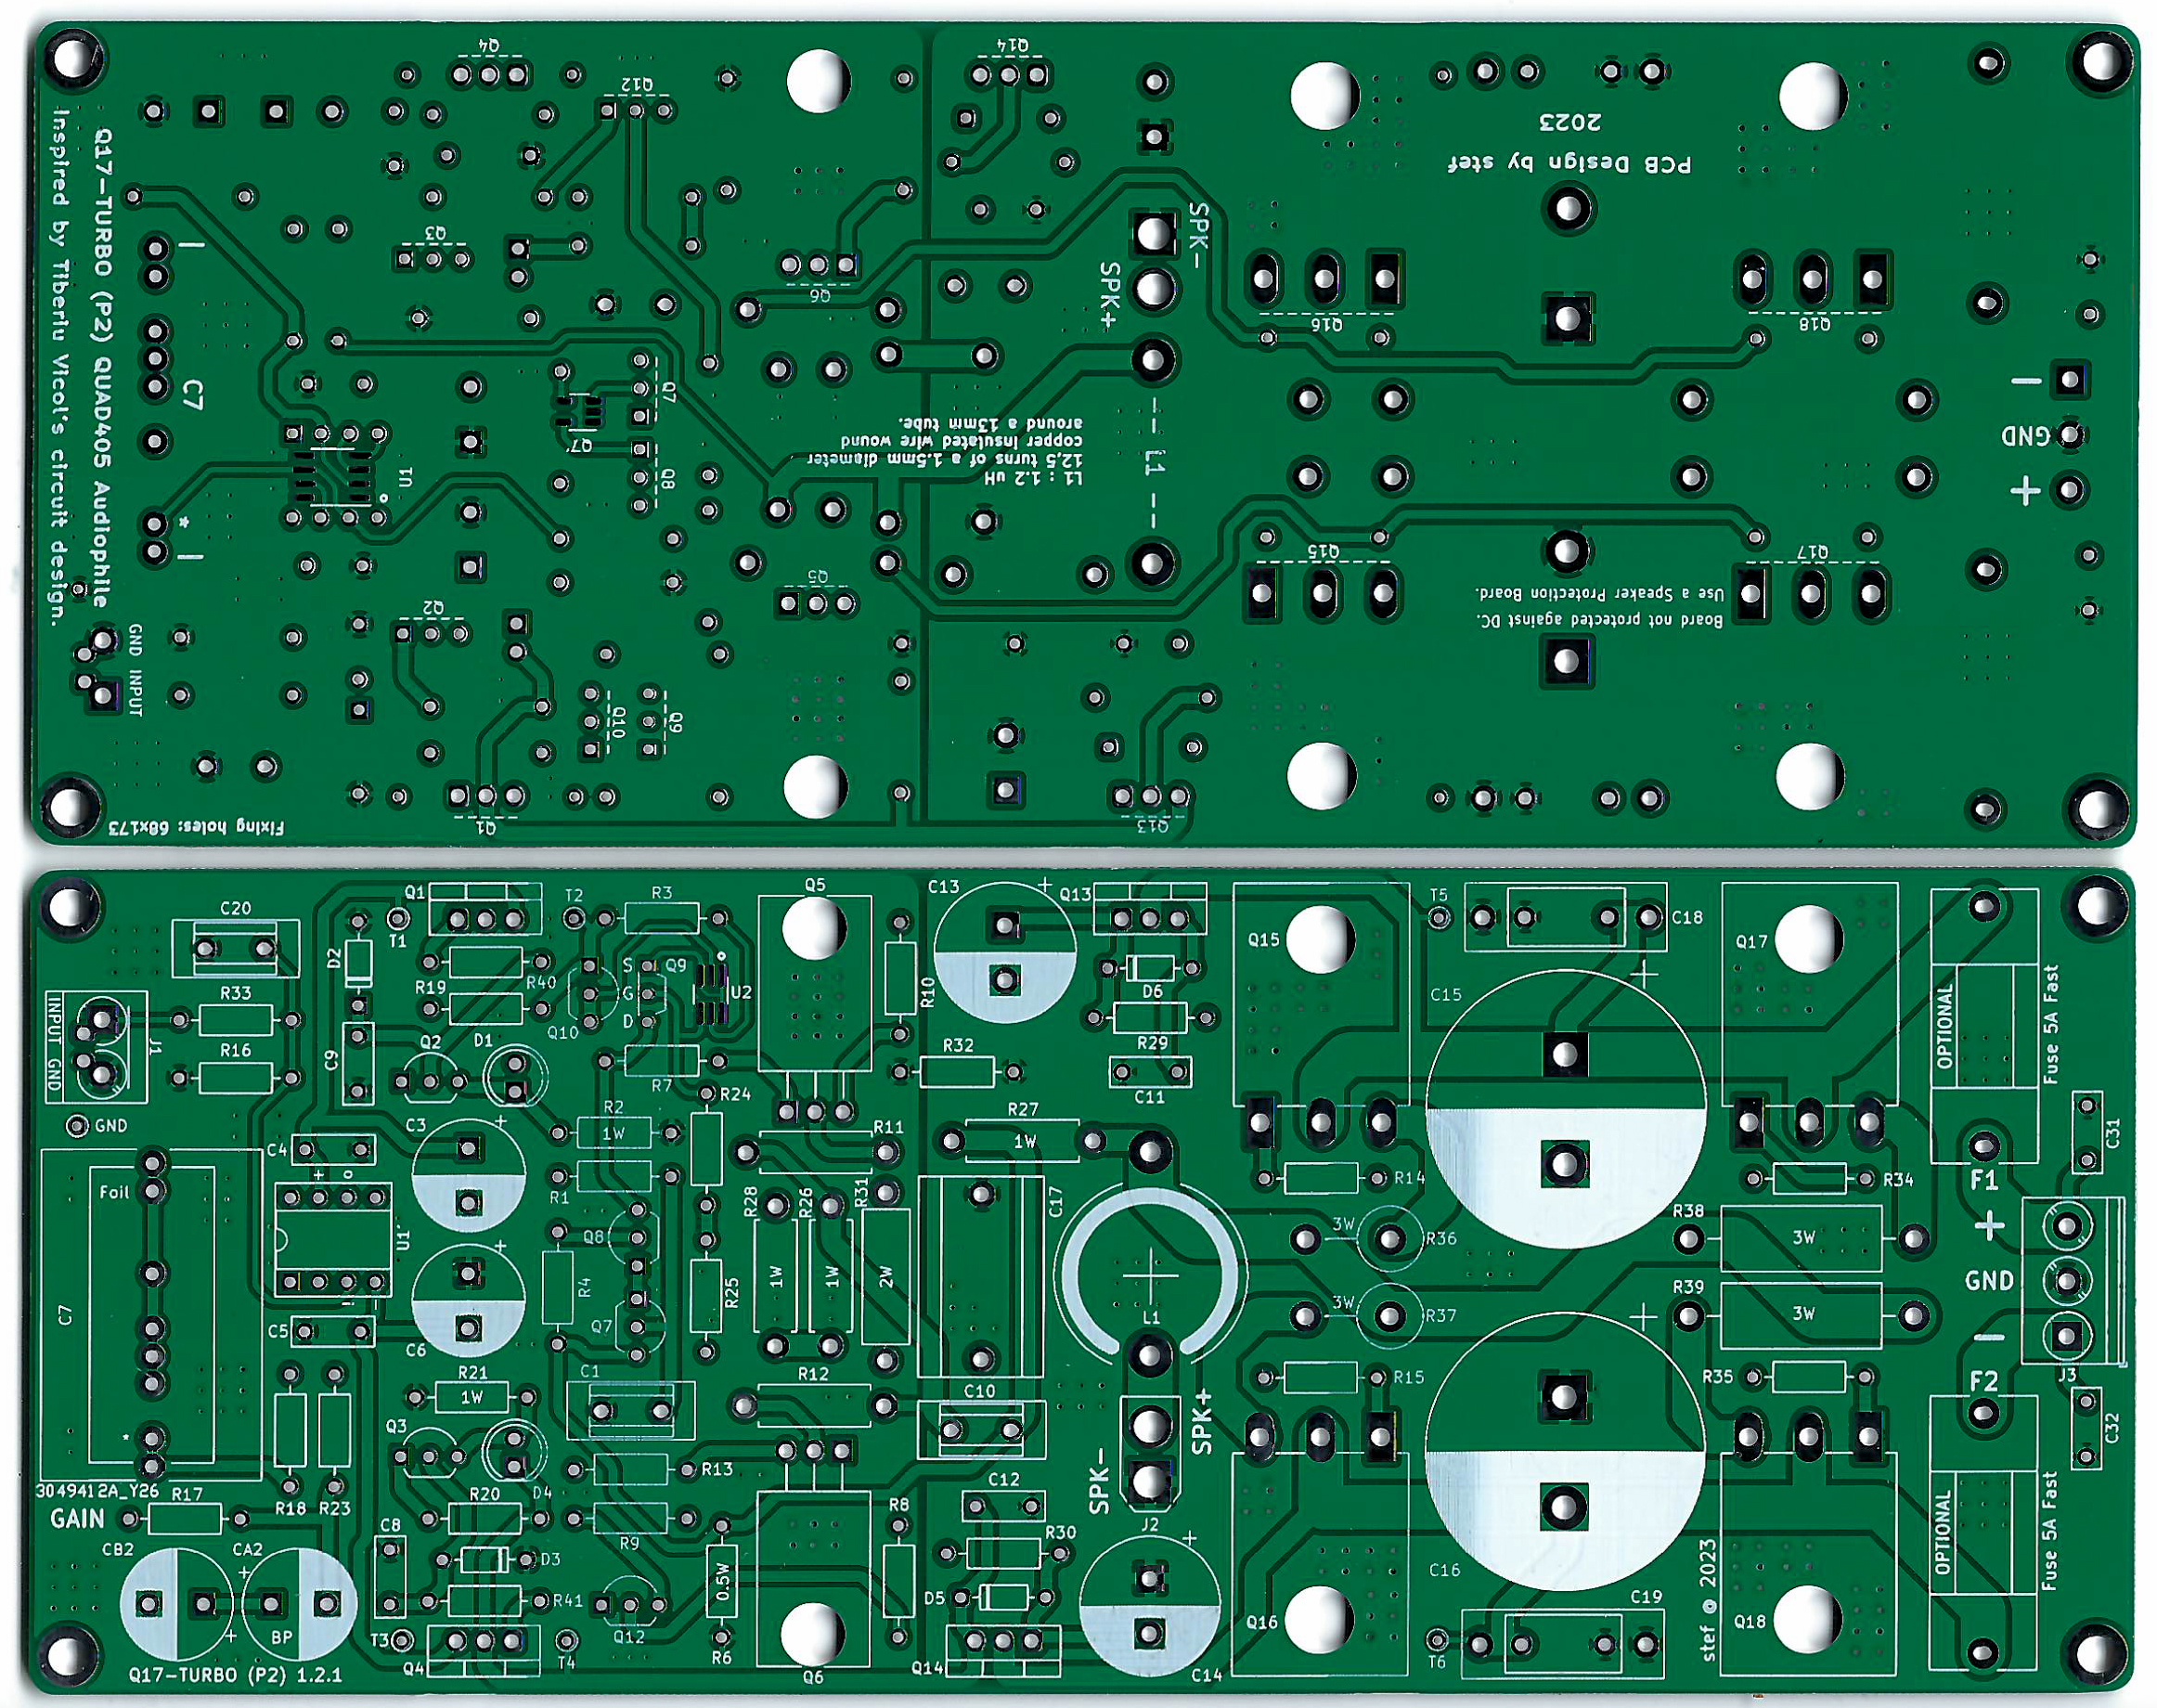 Q4
Q14
Q12
2023
PCB Design by stef
Q17-TURBO (P2) QUAD405 Audiophile
Inspired by Tiberiu Vicol's circuit design.
Q3
SPK-
SPK+
Q6
Q16
Q18
C7
Q7
Q7
Q8
U1
*
L1 : 1.2 uH
12,5 turns of a 1.5mm diameter
copper insulated wire wound
around a 13mm tube.
-- L1 --
-
GND
+
Q5
Q15
Q17
Board not protected against DC.
Use a Speaker Protection Board.
Q2
GND INPUT
Q10
Q9
Q1
Q13
Fixing holes: 68x173
C20
Q1
T1
T2
R3
Q5
C13
Q13
T5
C18
Q15
Q17
D2
R19
R40
S
G
D
Q9
U2
Q10
R10
D6
C15
OPTIONAL
Fuse 5A Fast
INPUT GND
J1
R33
R16
C9
Q2
D1
R7
R24
R32
R29
C11
GND
C4
C3
R2
1W
R11
R27
1W
C31
Foil
R1
R28
R26
R31
C17
R14
R34
F1
C7
U1
Q8
R4
R25
1W
1W
2W
3W
R36
R38
3W
+
GND
-
C5
C6
Q7
L1
3W
R37
R39
3W
J3
R21
1W
C1
R12
C10
R15
R35
F2
Q3
D4
R13
SPK-
SPK+
C32
*
3049412A_Y26
GAIN
R17
R18
R23
R20
R9
C12
R8
J2
OPTIONAL
Fuse 5A Fast
CB2
CA2
C8
D3
R30
BP
R41
0.5W
D5
C16
C19
T3
Q4
T4
Q12
R6
Q6
Q14
C14
Q16
T6
stef © 2023
Q18
Q17-TURBO (P2) 1.2.1